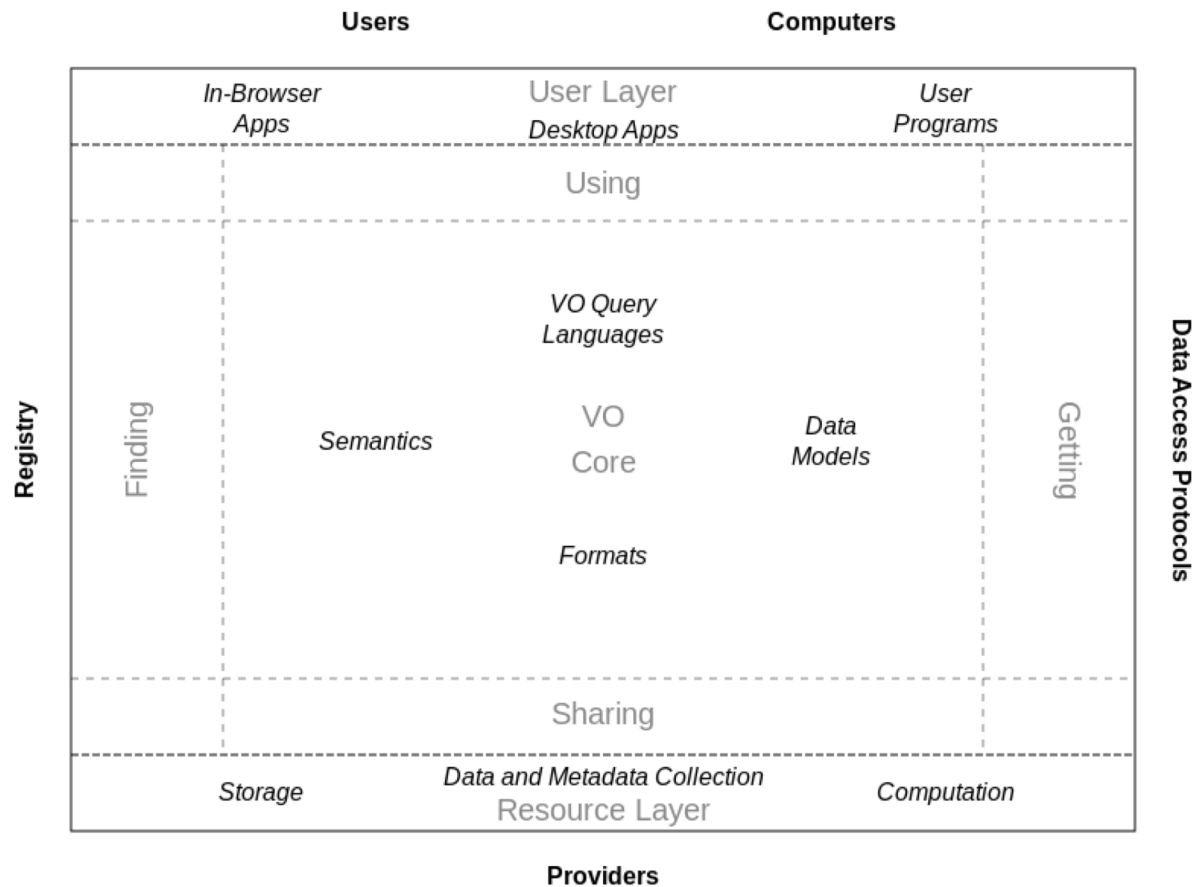 Users
Computers
In-Browser
Apps
User Layer
Desktop Apps
User
Programs
Using
VO Query
Languages
Registry
Finding
Semantics
VO
Core
Data
Models
Getting
Data Access Protocols
Formats
Sharing
Storage
Data and Metadata Collection
Resource Layer
Computation
Providers